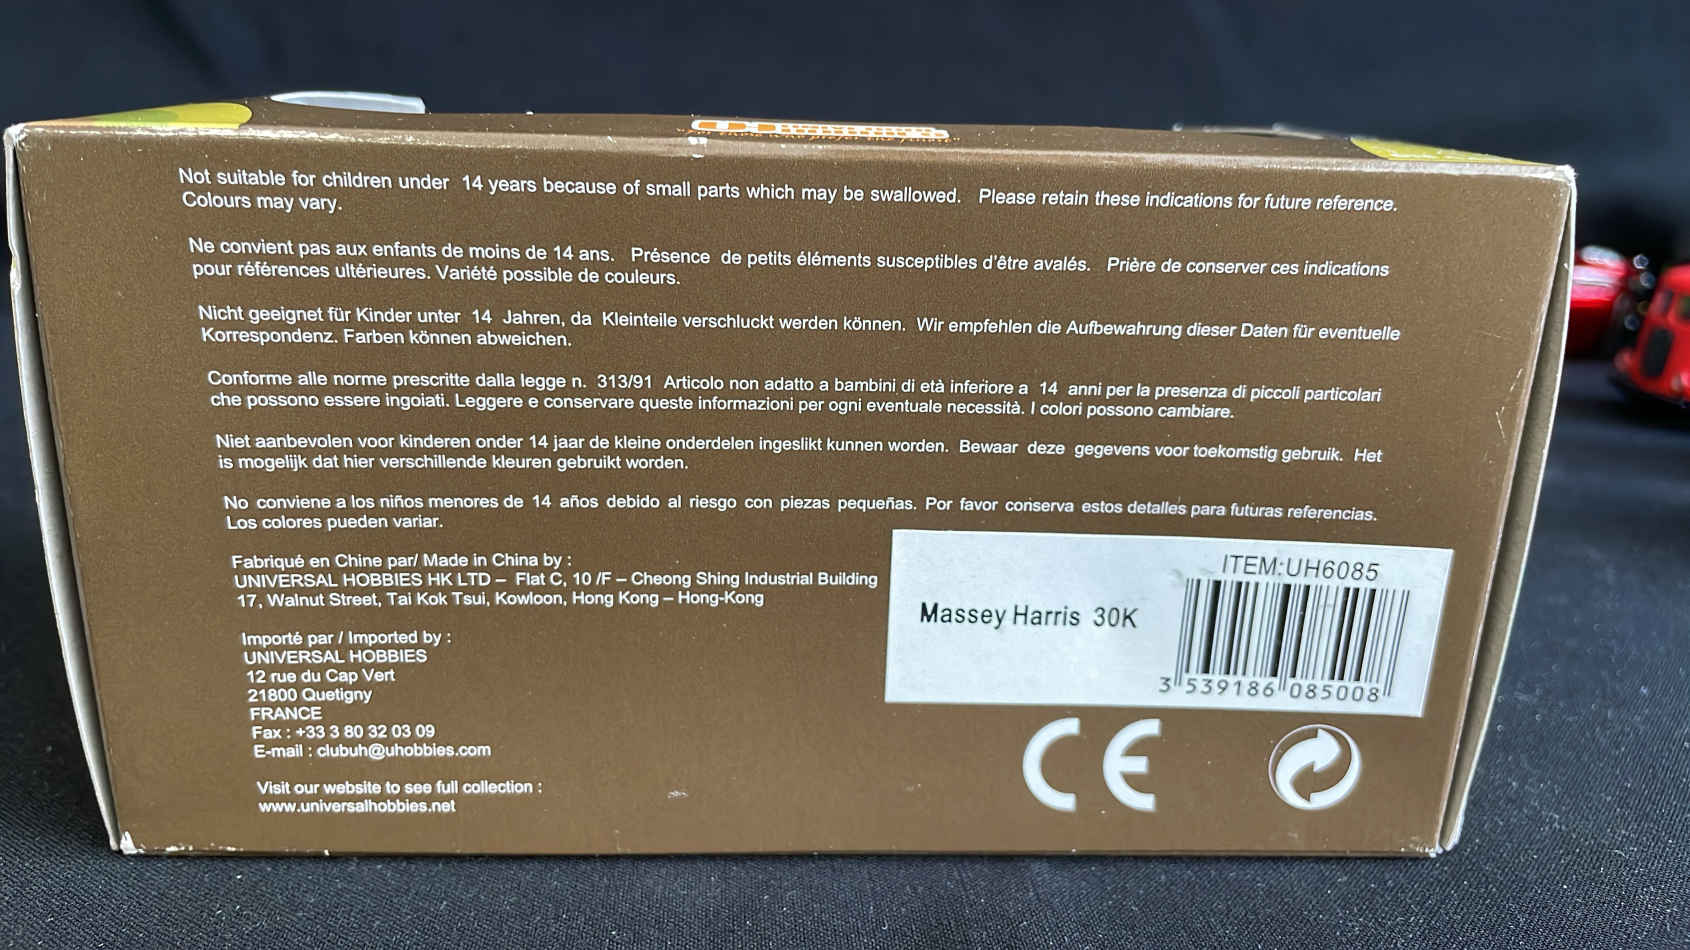 "for those who prefer the finest"
Not suitable for children under 14 years because of small parts which may be swallowed. Please retain these indications for future reference.
Colours may vary.
Ne convient pas aux enfants de moins de 14 ans. Présence de petits éléments susceptibles d'être avalés. Prière de conserver ces indications
pour références ultérieures. Variété possible de couleurs.
Nicht geeignet für Kinder unter 14 Jahren, da Kleinteile verschluckt werden können. Wir empfehlen die Aufbewahrung dieser Daten für eventuelle
Korrespondenz. Farben können abweichen.
Conforme alle norme prescritte dalla legge n. 313/91 Articolo non adatto a bambini di età inferiore a 14 anni per la presenza di piccoli particolari
che possono essere ingoiati. Leggere e conservare queste informazioni per ogni eventuale necessità. I colori possono cambiare.
Niet aanbevolen voor kinderen onder 14 jaar de kleine onderdelen ingeslikt kunnen worden. Bewaar deze gegevens voor toekomstig gebruik. Het
is mogelijk dat hier verschillende kleuren gebruikt worden.
No conviene a los niños menores de 14 años debido al riesgo con piezas pequeñas. Por favor conserva estos detalles para futuras referencias.
Los colores pueden variar.
Fabriqué en Chine par/ Made in China by :
UNIVERSAL HOBBIES HK LTD – Flat C, 10 /F – Cheong Shing Industrial Building
17, Walnut Street, Tai Kok Tsui, Kowloon, Hong Kong – Hong-Kong
Importé par / Imported by :
UNIVERSAL HOBBIES
12 rue du Cap Vert
21800 Quetigny
FRANCE
Fax : +33 3 80 32 03 09
E-mail : clubuh@uhobbies.com
Visit our website to see full collection :
www.universalhobbies.net
ITEM:UH6085
Massey Harris 30K
3 539186 085008
CE